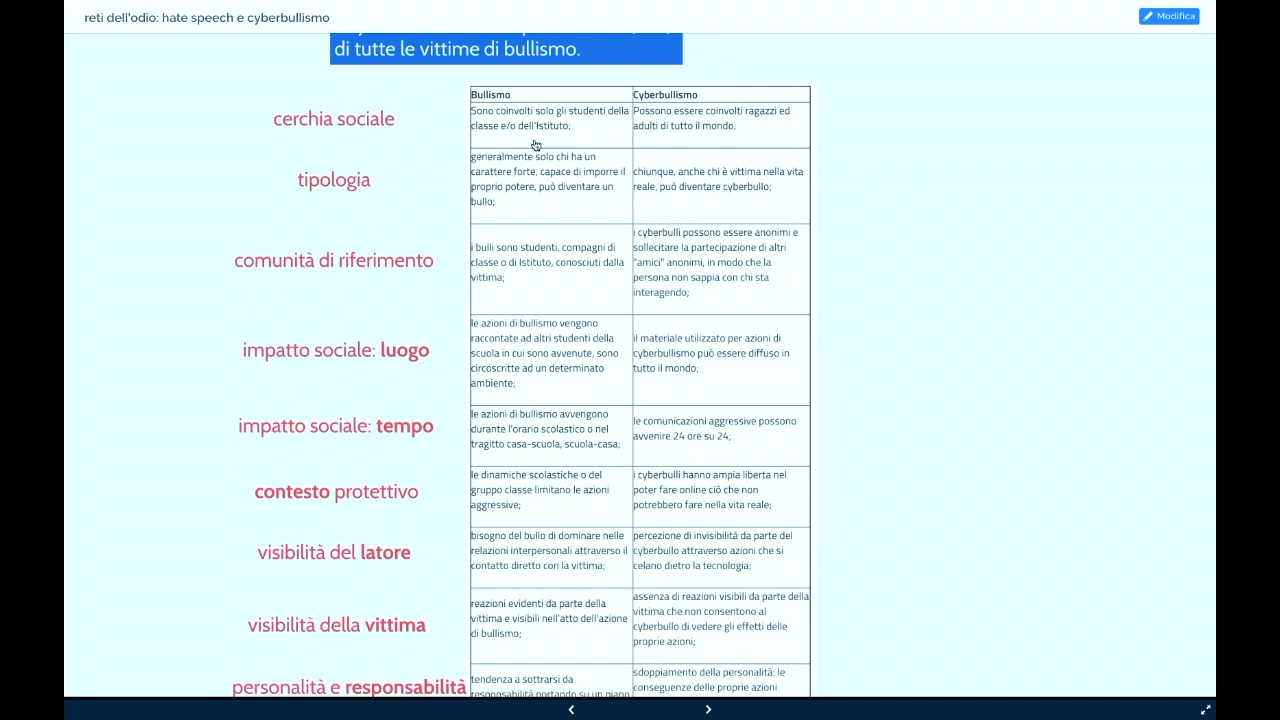 reti dell'odio: hate speech e cyberbullismo
Modifica
di tutte le vittime di bullismo.
Bullismo
Cyberbullismo
cerchia sociale
Sono coinvolti solo gli studenti della
classe e/o dell'Istituto;
Possono essere coinvolti ragazzi ed
adulti di tutto il mondo;
tipologia
generalmente solo chi ha un
carattere forte, capace di imporre il
proprio potere, può diventare un
bullo;
chiunque, anche chi è vittima nella vita
reale, può diventare cyberbullo;
comunità di riferimento
i bulli sono studenti, compagni di
classe o di Istituto, conosciuti dalla
vittima;
i cyberbulli possono essere anonimi e
sollecitare la partecipazione di altri
"amici" anonimi, in modo che la
persona non sappia con chi sta
interagendo;
impatto sociale: luogo
le azioni di bullismo vengono
raccontate ad altri studenti della
scuola in cui sono avvenute, sono
circoscritte ad un determinato
ambiente;
il materiale utilizzato per azioni di
cyberbullismo può essere diffuso in
tutto il mondo;
impatto sociale: tempo
le azioni di bullismo avvengono
durante l'orario scolastico o nel
tragitto casa-scuola, scuola-casa;
le comunicazioni aggressive possono
avvenire 24 ore su 24;
contesto protettivo
le dinamiche scolastiche o del
gruppo classe limitano le azioni
aggressive;
i cyberbulli hanno ampia liberta nel
poter fare online ciò che non
potrebbero fare nella vita reale;
visibilità del latore
bisogno del bullo di dominare nelle
relazioni interpersonali attraverso il
contatto diretto con la vittima;
percezione di invisibilità da parte del
cyberbullo attraverso azioni che si
celano dietro la tecnologia;
visibilità della vittima
reazioni evidenti da parte della
vittima e visibili nell'atto dell'azione
di bullismo;
assenza di reazioni visibili da parte della
vittima che non consentono al
cyberbullo di vedere gli effetti delle
proprie azioni;
personalità e responsabilità
tendenza a sottrarsi da
responsabilità portando su un piano
sdoppiamento della personalità: le
conseguenze delle proprie azioni